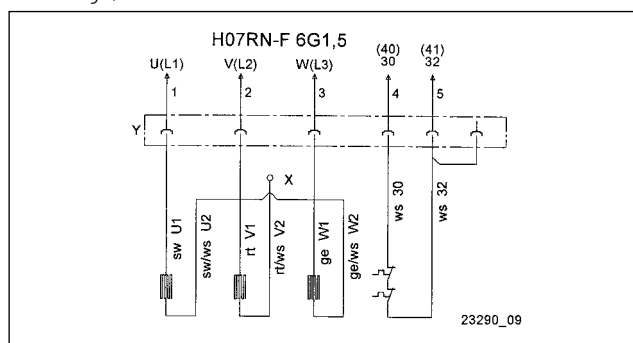 H07RN-F 6G1,5
U(L1) V(L2) W(L3) (40) 30 (41) 32
1 2 3 4 5
Y
X
sw U1
sw/ws U2
rt V1
rt/ws V2
ge W1
ge/ws W2
ws 30
ws 32
23290_09